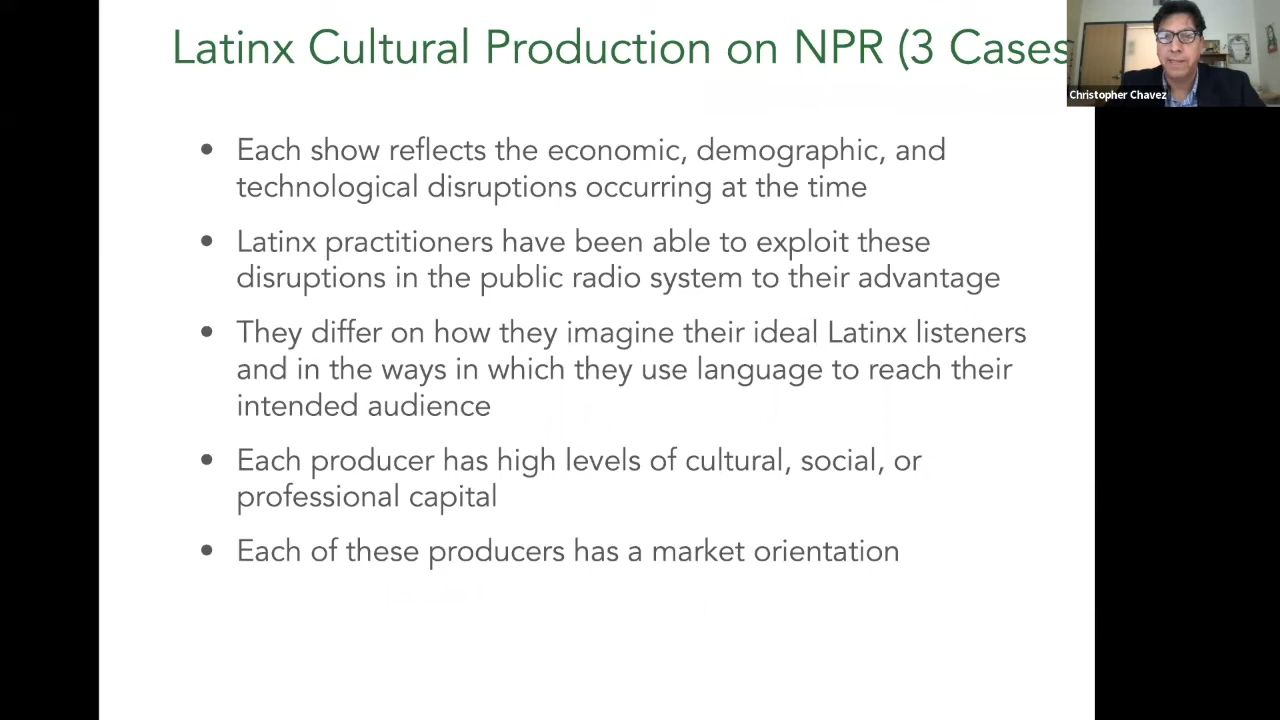 Latinx Cultural Production on NPR (3 Cases
Christopher Chavez
• Each show reflects the economic, demographic, and
technological disruptions occurring at the time
• Latinx practitioners have been able to exploit these
disruptions in the public radio system to their advantage
• They differ on how they imagine their ideal Latinx listeners
and in the ways in which they use language to reach their
intended audience
• Each producer has high levels of cultural, social, or
professional capital
• Each of these producers has a market orientation